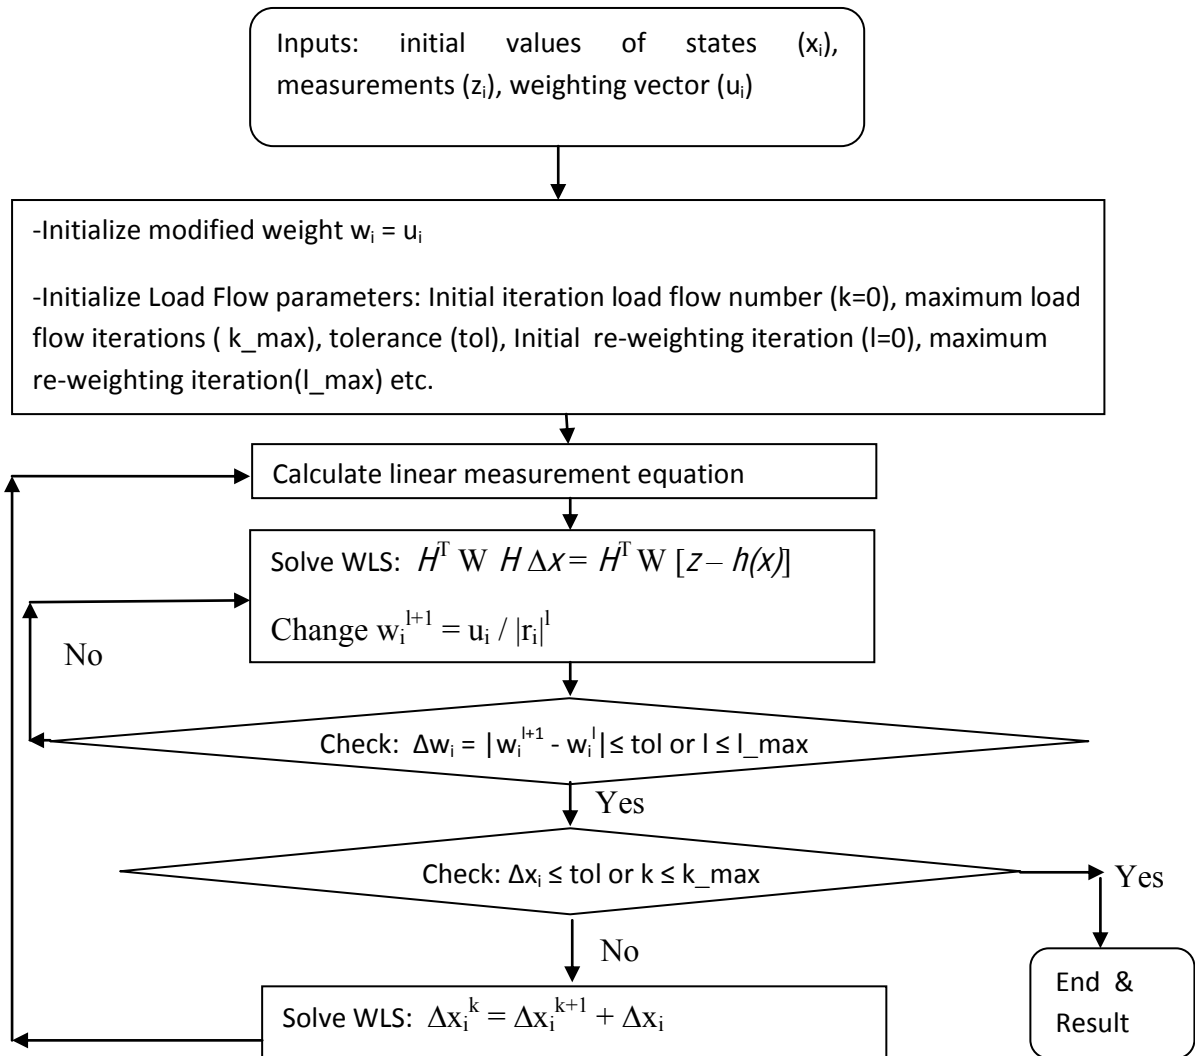 Inputs: initial values of states (xᵢ),
measurements (zᵢ), weighting vector (uᵢ)
-Initialize modified weight wᵢ = uᵢ
-Initialize Load Flow parameters: Initial iteration load flow number (k=0), maximum load
flow iterations ( k_max), tolerance (tol), Initial re-weighting iteration (l=0), maximum
re-weighting iteration(l_max) etc.
Calculate linear measurement equation
Solve WLS: Hᵀ W H Δx = Hᵀ W [z – h(x)]
Change wᵢˡ⁺¹ = uᵢ / |rᵢ|ˡ
No
Check: Δwᵢ = |wᵢˡ⁺¹ - wᵢˡ| ≤ tol or l ≤ l_max
Yes
Check: Δxᵢ ≤ tol or k ≤ k_max
Yes
No
End &
Result
Solve WLS: Δxᵢᵏ = Δxᵢᵏ⁺¹ + Δxᵢ